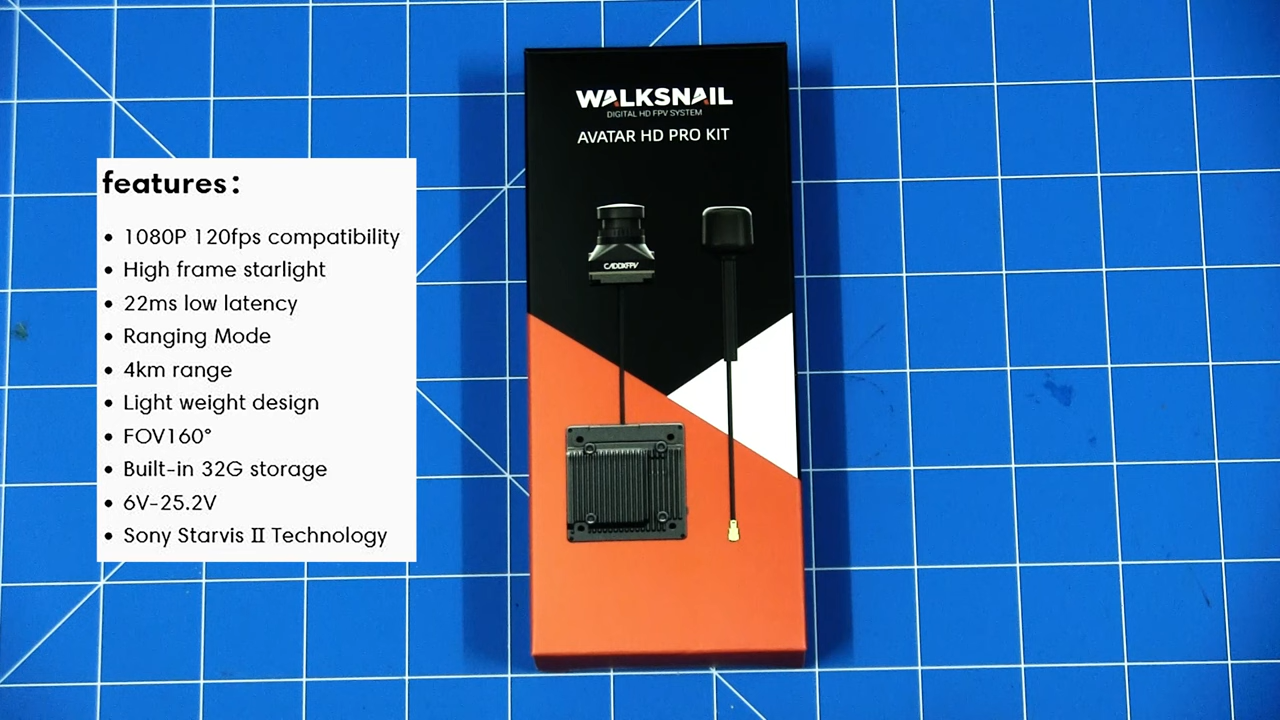 features:
• 1080P 120fps compatibility
• High frame starlight
• 22ms low latency
• Ranging Mode
• 4km range
• Light weight design
• FOV160°
• Built-in 32G storage
• 6V-25.2V
• Sony Starvis II Technology
WALKSNAIL
DIGITAL HD FPV SYSTEM
AVATAR HD PRO KIT
CADDXFPV